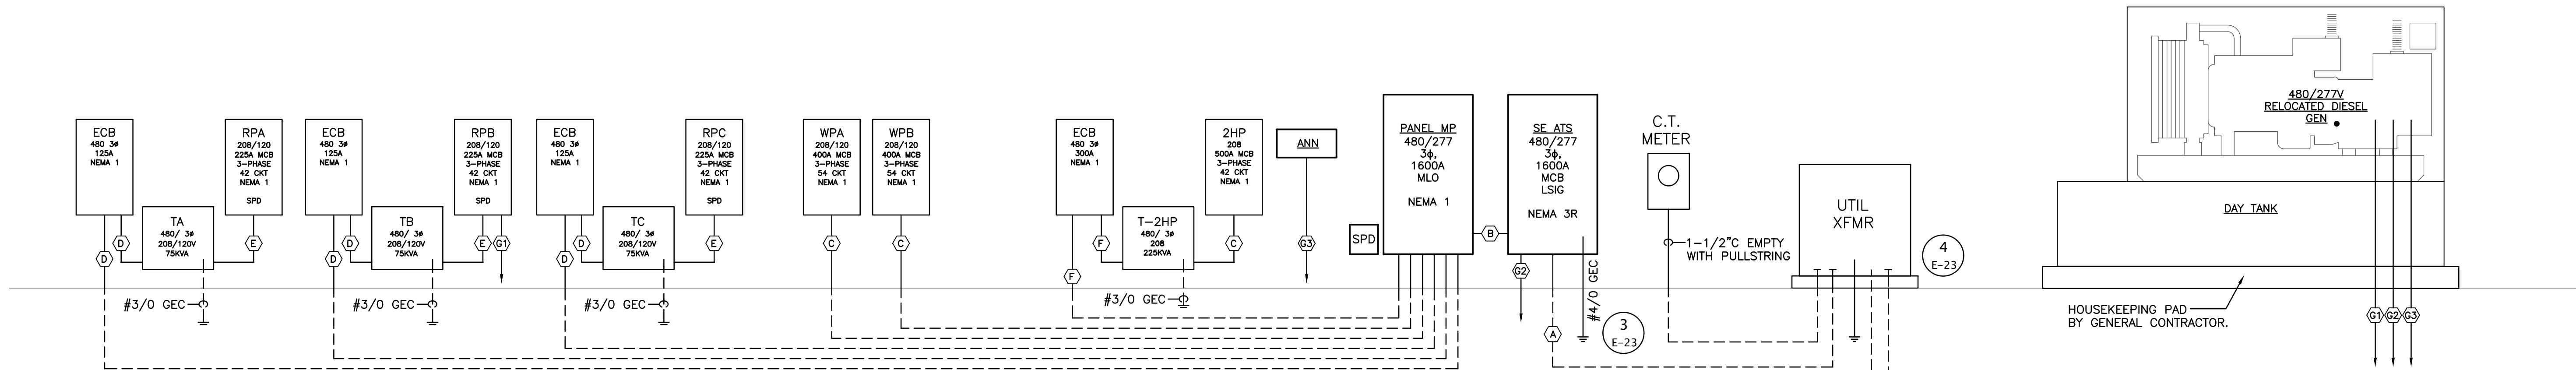 ECB
480 3ø
125A
NEMA 1
D
D
TA
480/ 3ø
208/120V
75KVA
#3/0 GEC
RPA
208/120
225A MCB
3-PHASE
42 CKT
NEMA 1
SPD
E
ECB
480 3ø
125A
NEMA 1
D
D
TB
480/ 3ø
208/120V
75KVA
#3/0 GEC
RPB
208/120
225A MCB
3-PHASE
42 CKT
NEMA 1
SPD
E
G1
ECB
480 3ø
125A
NEMA 1
D
D
TC
480/ 3ø
208/120V
75KVA
#3/0 GEC
RPC
208/120
225A MCB
3-PHASE
42 CKT
NEMA 1
SPD
E
WPA
208/120
400A MCB
3-PHASE
54 CKT
NEMA 1
C
WPB
208/120
400A MCB
3-PHASE
54 CKT
NEMA 1
C
ECB
480 3ø
300A
NEMA 1
F
F
T-2HP
480/ 3ø
208
225KVA
#3/0 GEC
2HP
208
500A MCB
3-PHASE
42 CKT
NEMA 1
C
ANN
G3
SPD
PANEL MP
480/277
3ϕ,
1600A
MLO
NEMA 1
B
SE ATS
480/277
3ϕ,
1600A
MCB
LSIG
NEMA 3R
G2
A
#4/0 GEC
3
E-23
C.T.
METER
1-1/2"C EMPTY
WITH PULLSTRING
UTIL
XFMR
4
E-23
480/277V
RELOCATED DIESEL
GEN
DAY TANK
HOUSEKEEPING PAD
BY GENERAL CONTRACTOR.
G1
G2
G3